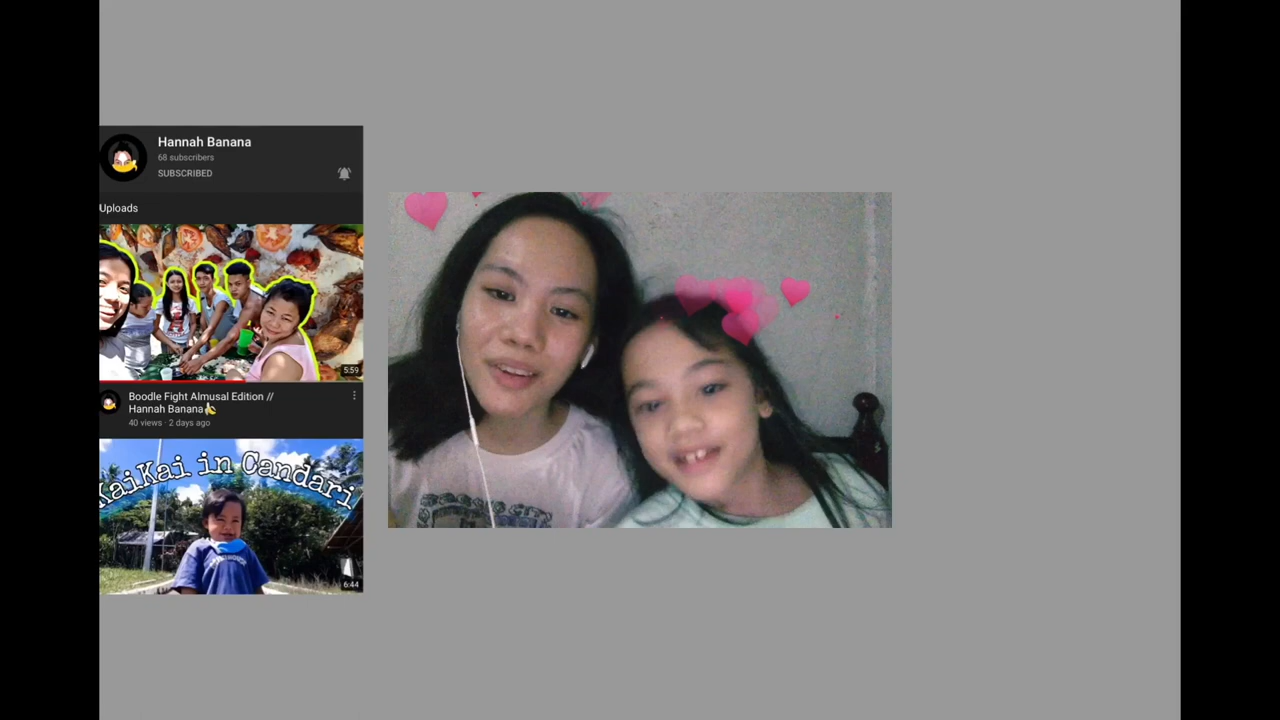 Hannah Banana
68 subscribers
SUBSCRIBED
Uploads
5:59
Boodle Fight Almusal Edition //
Hannah Banana🍌
40 views · 2 days ago
KaiKai in Candari
6:44